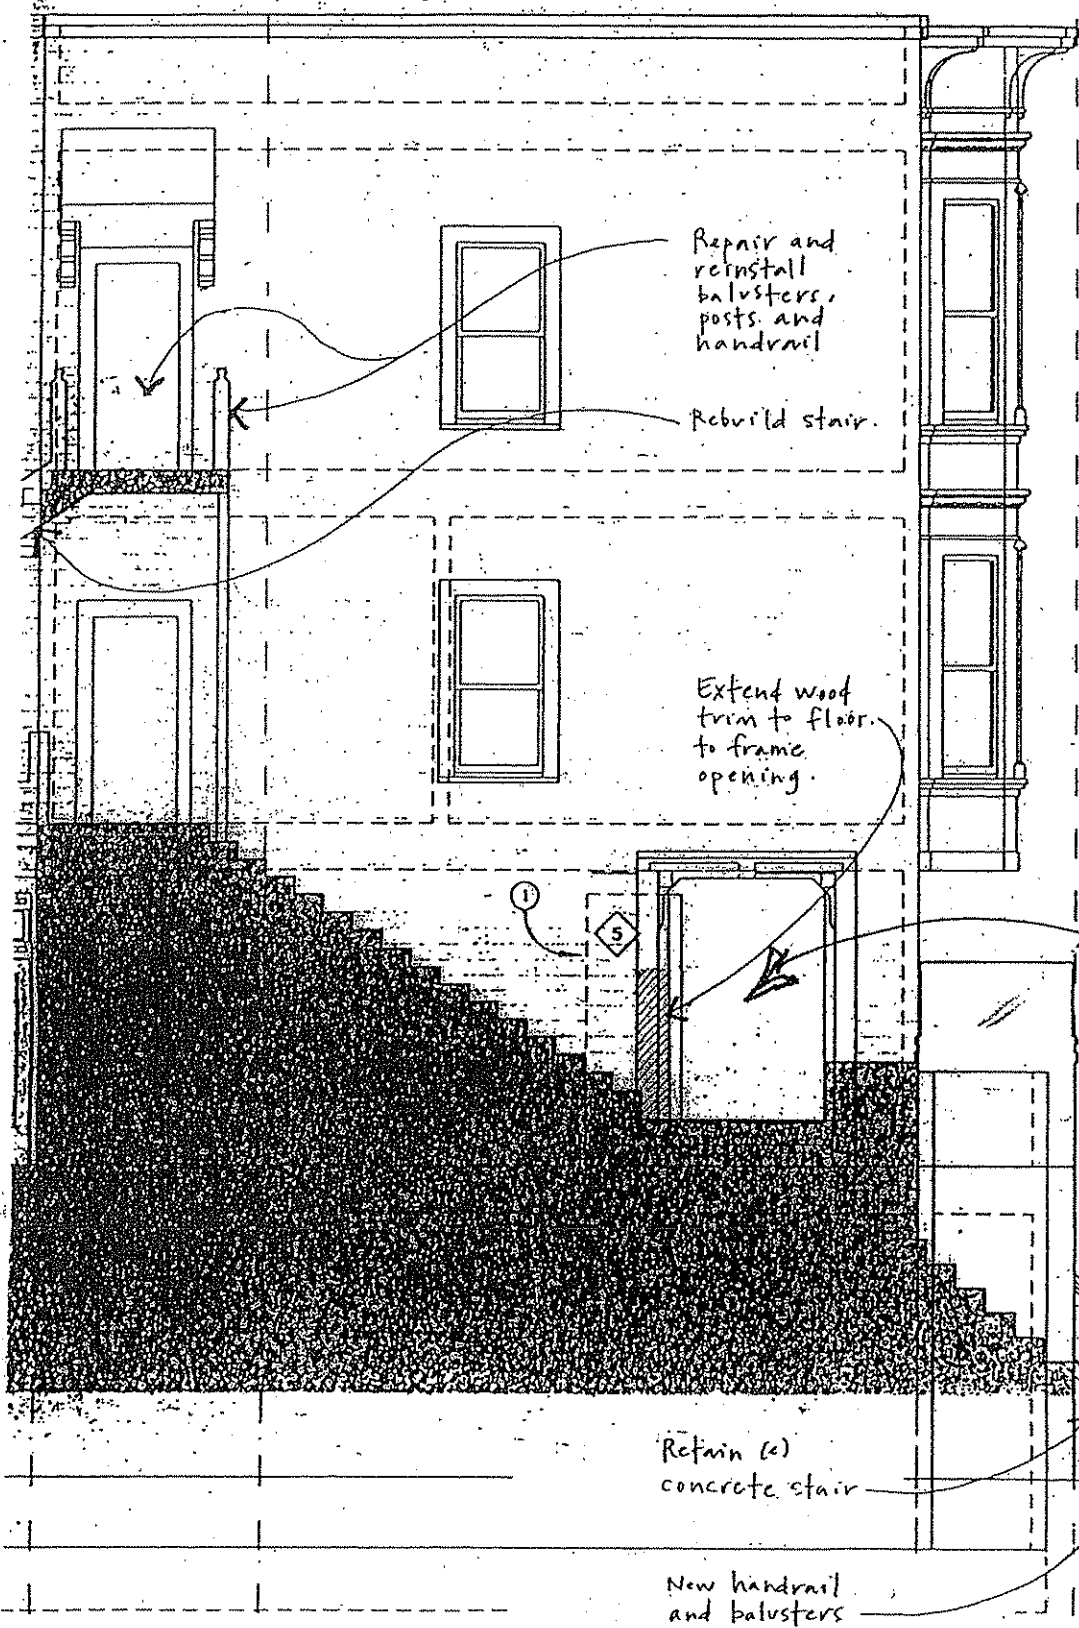 Repair and
reinstall
balusters,
posts and
handrail
Rebuild stair.
Extend wood
trim to floor
to frame
opening.
1
5
Retain (e)
concrete stair
New handrail
and balusters